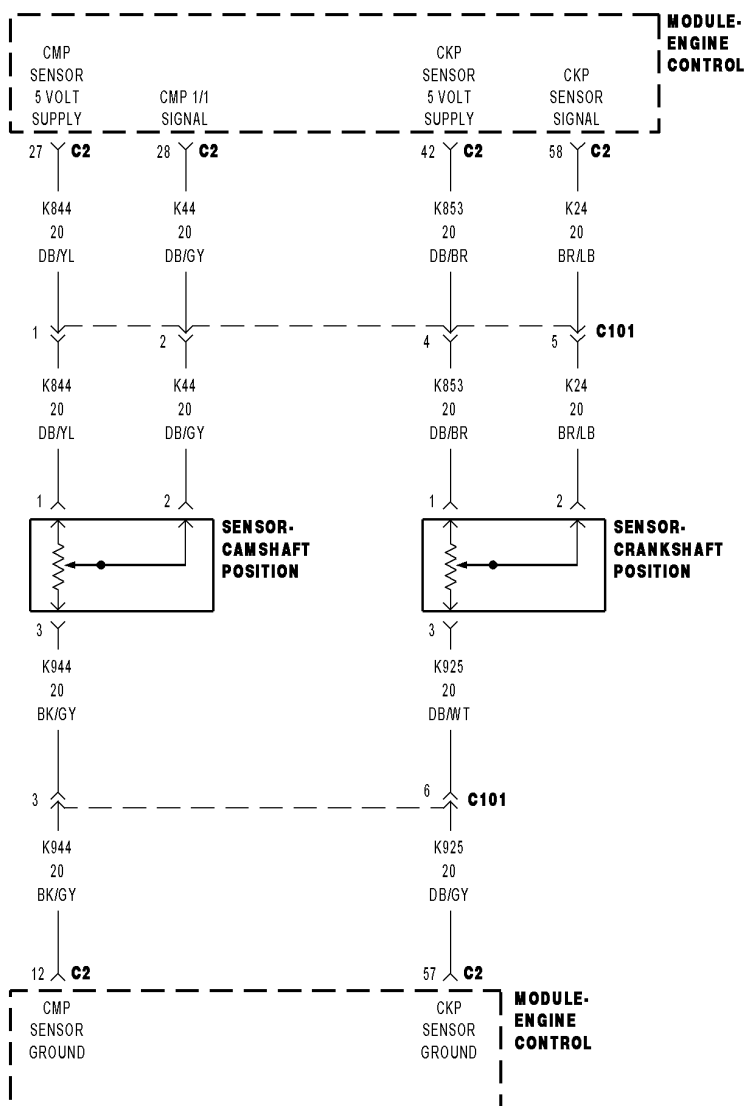 MODULE-
ENGINE
CONTROL
CMP
SENSOR
5 VOLT
SUPPLY
CMP 1/1
SIGNAL
CKP
SENSOR
5 VOLT
SUPPLY
CKP
SENSOR
SIGNAL
27 C2 28 C2 42 C2 58 C2
K844 K44 K853 K24
20 20 20 20
DB/YL DB/GY DB/BR BR/LB
1 2 4 5 C101
K844 K44 K853 K24
20 20 20 20
DB/YL DB/GY DB/BR BR/LB
1 2 1 2
SENSOR-
CAMSHAFT
POSITION
SENSOR-
CRANKSHAFT
POSITION
3 3
K944 K925
20 20
BK/GY DB/WT
3 6 C101
K944 K925
20 20
BK/GY DB/GY
12 C2 57 C2
CMP
SENSOR
GROUND
CKP
SENSOR
GROUND
MODULE-
ENGINE
CONTROL